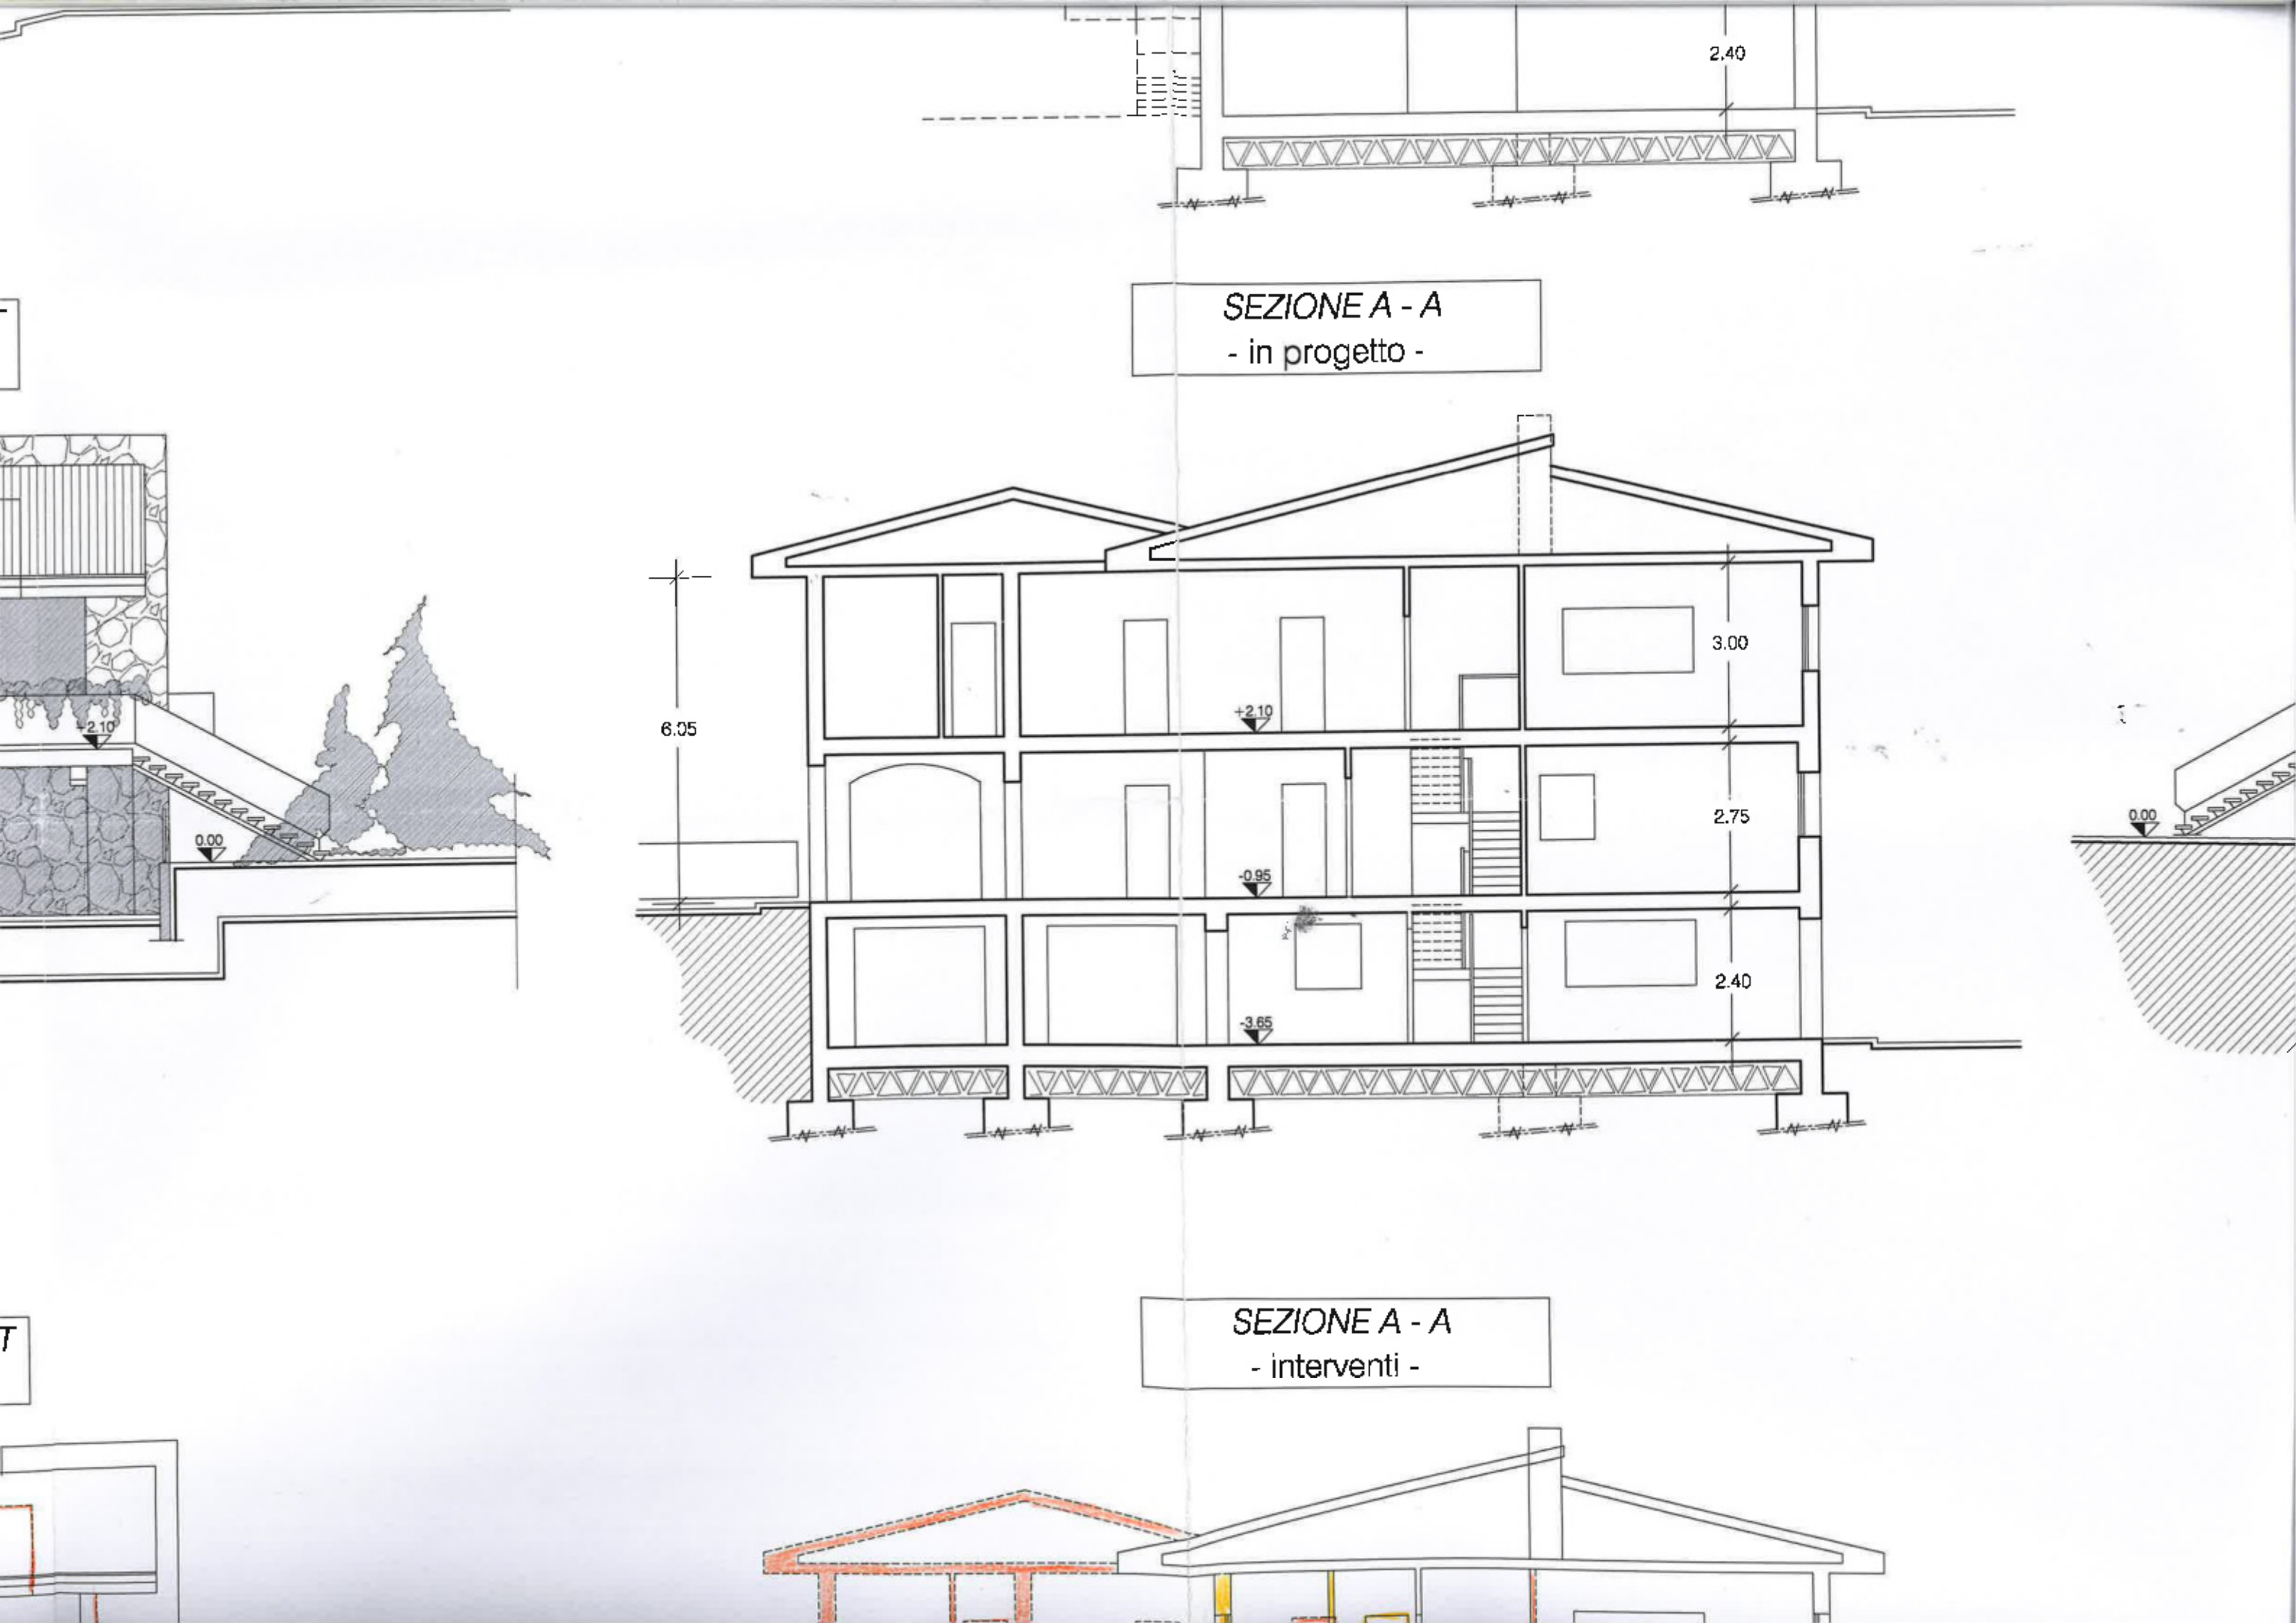 2.40
SEZIONE A - A
- in progetto -
3.00
+2.10
+2.10
6.05
2.75
0.00
0.00
-0.95
2.40
-3.65
SEZIONE A - A
- interventi -
T